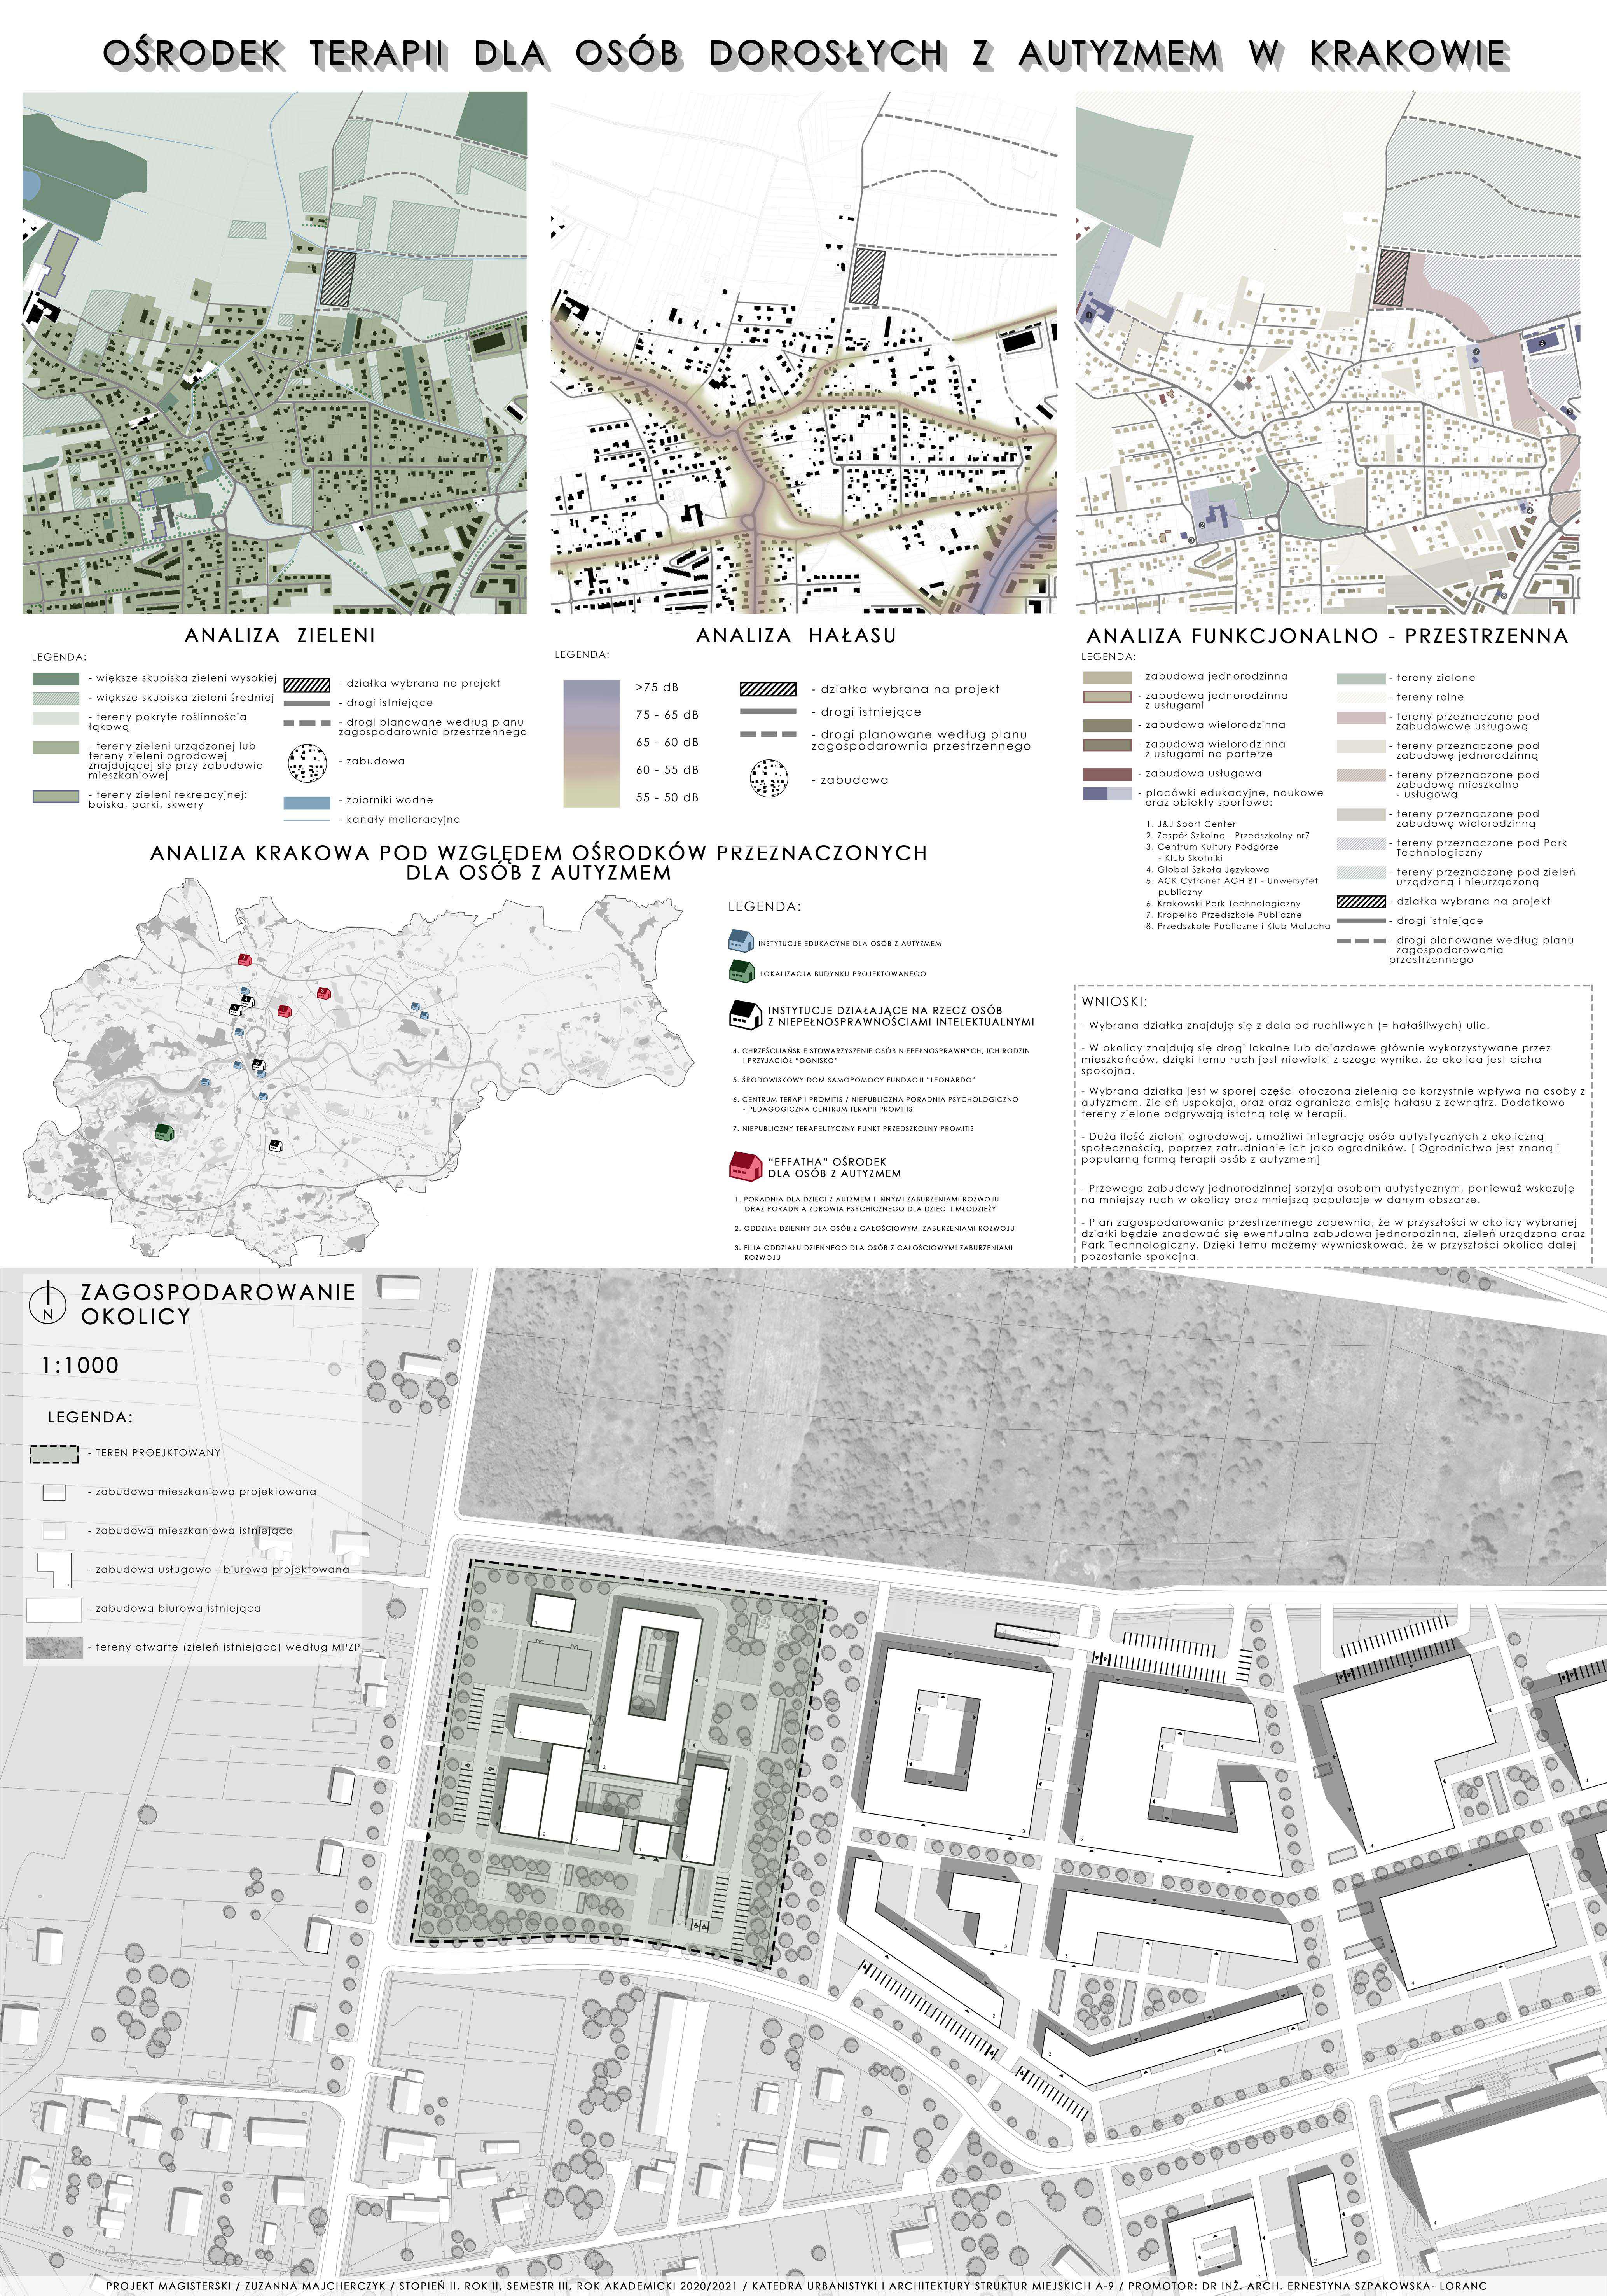 OŚRODEK TERAPII DLA OSÓB DOROSŁYCH Z AUTYZMEM W KRAKOWIE
ANALIZA ZIELENI
LEGENDA:
- większe skupiska zieleni wysokiej
- większe skupiska zieleni średniej
- tereny pokryte roślinnością
łąkową
- tereny zieleni urządzonej lub
tereny zieleni ogrodowej
znajdującej się przy zabudowie
mieszkaniowej
- tereny zieleni rekreacyjnej:
boiska, parki, skwery
- działka wybrana na projekt
- drogi istniejące
- drogi planowane według planu
zagospodarownia przestrzennego
- zabudowa
- zbiorniki wodne
- kanały melioracyjne
ANALIZA HAŁASU
LEGENDA:
>75 dB
75 - 65 dB
65 - 60 dB
60 - 55 dB
55 - 50 dB
- działka wybrana na projekt
- drogi istniejące
- drogi planowane według planu
zagospodarownia przestrzennego
- zabudowa
ANALIZA FUNKCJONALNO - PRZESTRZENNA
LEGENDA:
- zabudowa jednorodzinna
- zabudowa jednorodzinna
z usługami
- zabudowa wielorodzinna
- zabudowa wielorodzinna
z usługami na parterze
- zabudowa usługowa
- placówki edukacyjne, naukowe
oraz obiekty sportowe:
1. J&J Sport Center
2. Zespół Szkolno - Przedszkolny nr7
3. Centrum Kultury Podgórze
- Klub Skotniki
4. Global Szkoła Językowa
5. ACK Cyfronet AGH BT - Unwersytet
publiczny
6. Krakowski Park Technologiczny
7. Kropelka Przedszkole Publiczne
8. Przedszkole Publiczne i Klub Malucha
- tereny zielone
- tereny rolne
- tereny przeznaczone pod
zabudowowę usługową
- tereny przeznaczone pod
zabudowę jednorodzinną
- tereny przeznaczone pod
zabudowę mieszkalno
- usługową
- tereny przeznaczone pod
zabudowę wielorodzinną
- tereny przeznaczone pod Park
Technologiczny
- tereny przeznaczonę pod zieleń
urządzoną i nieurządzoną
- działka wybrana na projekt
- drogi istniejące
- drogi planowane według planu
zagospodarowania
przestrzennego
ANALIZA KRAKOWA POD WZGLĘDEM OŚRODKÓW PRZEZNACZONYCH
DLA OSÓB Z AUTYZMEM
LEGENDA:
INSTYTUCJE EDUKACYNE DLA OSÓB Z AUTYZMEM
LOKALIZACJA BUDYNKU PROJEKTOWANEGO
INSTYTUCJE DZIAŁAJĄCE NA RZECZ OSÓB
Z NIEPEŁNOSPRAWNOŚCIAMI INTELEKTUALNYMI
4. CHRZEŚCIJAŃSKIE STOWARZYSZENIE OSÓB NIEPEŁNOSPRAWNYCH, ICH RODZIN
I PRZYJACIÓŁ "OGNISKO"
5. ŚRODOWISKOWY DOM SAMOPOMOCY FUNDACJI "LEONARDO"
6. CENTRUM TERAPII PROMITIS / NIEPUBLICZNA PORADNIA PSYCHOLOGICZNO
- PEDAGOGICZNA CENTRUM TERAPII PROMITIS
7. NIEPUBLICZNY TERAPEUTYCZNY PUNKT PRZEDSZKOLNY PROMITIS
"EFFATHA" OŚRODEK
DLA OSÓB Z AUTYZMEM
1. PORADNIA DLA DZIECI Z AUTZMEM I INNYMI ZABURZENIAMI ROZWOJU
ORAZ PORADNIA ZDROWIA PSYCHICZNEGO DLA DZIECI I MŁODZIEŻY
2. ODDZIAŁ DZIENNY DLA OSÓB Z CAŁOŚCIOWYMI ZABURZENIAMI ROZWOJU
3. FILIA ODDZIAŁU DZIENNEGO DLA OSÓB Z CAŁOŚCIOWYMI ZABURZENIAMI
ROZWOJU
WNIOSKI:
- Wybrana działka znajduję się z dala od ruchliwych (= hałaśliwych) ulic.
- W okolicy znajdują się drogi lokalne lub dojazdowe głównie wykorzystywane przez
mieszkańców, dzięki temu ruch jest niewielki z czego wynika, że okolica jest cicha
spokojna.
- Wybrana działka jest w sporej części otoczona zielenią co korzystnie wpływa na osoby z
autyzmem. Zieleń uspokaja, oraz oraz ogranicza emisję hałasu z zewnątrz. Dodatkowo
tereny zielone odgrywają istotną rolę w terapii.
- Duża ilość zieleni ogrodowej, umożliwi integrację osób autystycznych z okoliczną
społecznością, poprzez zatrudnianie ich jako ogrodników. [ Ogrodnictwo jest znaną i
popularną formą terapii osób z autyzmem]
- Przewaga zabudowy jednorodzinnej sprzyja osobom autystycznym, ponieważ wskazuję
na mniejszy ruch w okolicy oraz mniejszą populacje w danym obszarze.
- Plan zagospodarowania przestrzennego zapewnia, że w przyszłości w okolicy wybranej
działki będzie znadować się ewentualna zabudowa jednorodzinna, zieleń urządzona oraz
Park Technologiczny. Dzięki temu możemy wywnioskować, że w przyszłości okolica dalej
pozostanie spokojna.
N
ZAGOSPODAROWANIE
OKOLICY
1:1000
LEGENDA:
- TEREN PROEJKTOWANY
- zabudowa mieszkaniowa projektowana
- zabudowa mieszkaniowa istniejąca
- zabudowa usługowo - biurowa projektowana
- zabudowa biurowa istniejąca
- tereny otwarte (zieleń istniejąca) według MPZP
PROJEKT MAGISTERSKI / ZUZANNA MAJCHERCZYK / STOPIEŃ II, ROK II, SEMESTR III, ROK AKADEMICKI 2020/2021 / KATEDRA URBANISTYKI I ARCHITEKTURY STRUKTUR MIEJSKICH A-9 / PROMOTOR: DR INŻ. ARCH. ERNESTYNA SZPAKOWSKA- LORANC